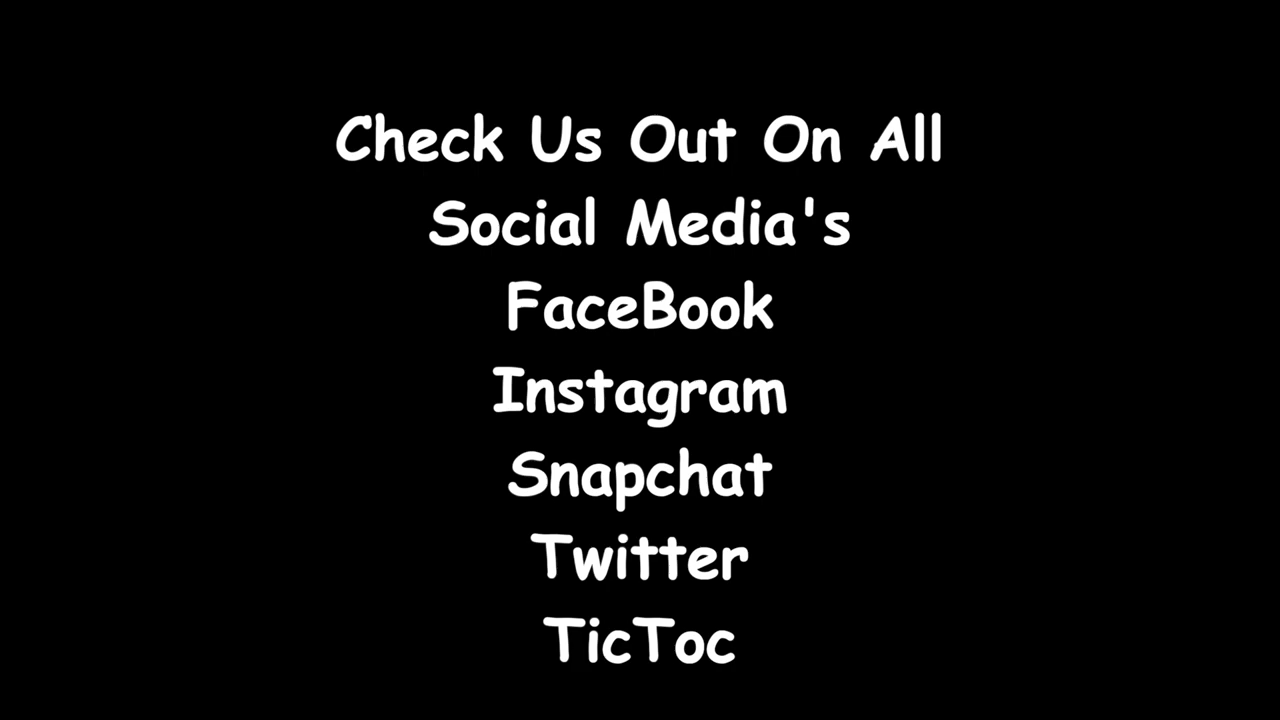 Check Us Out On All
Social Media's
FaceBook
Instagram
Snapchat
Twitter
TicToc